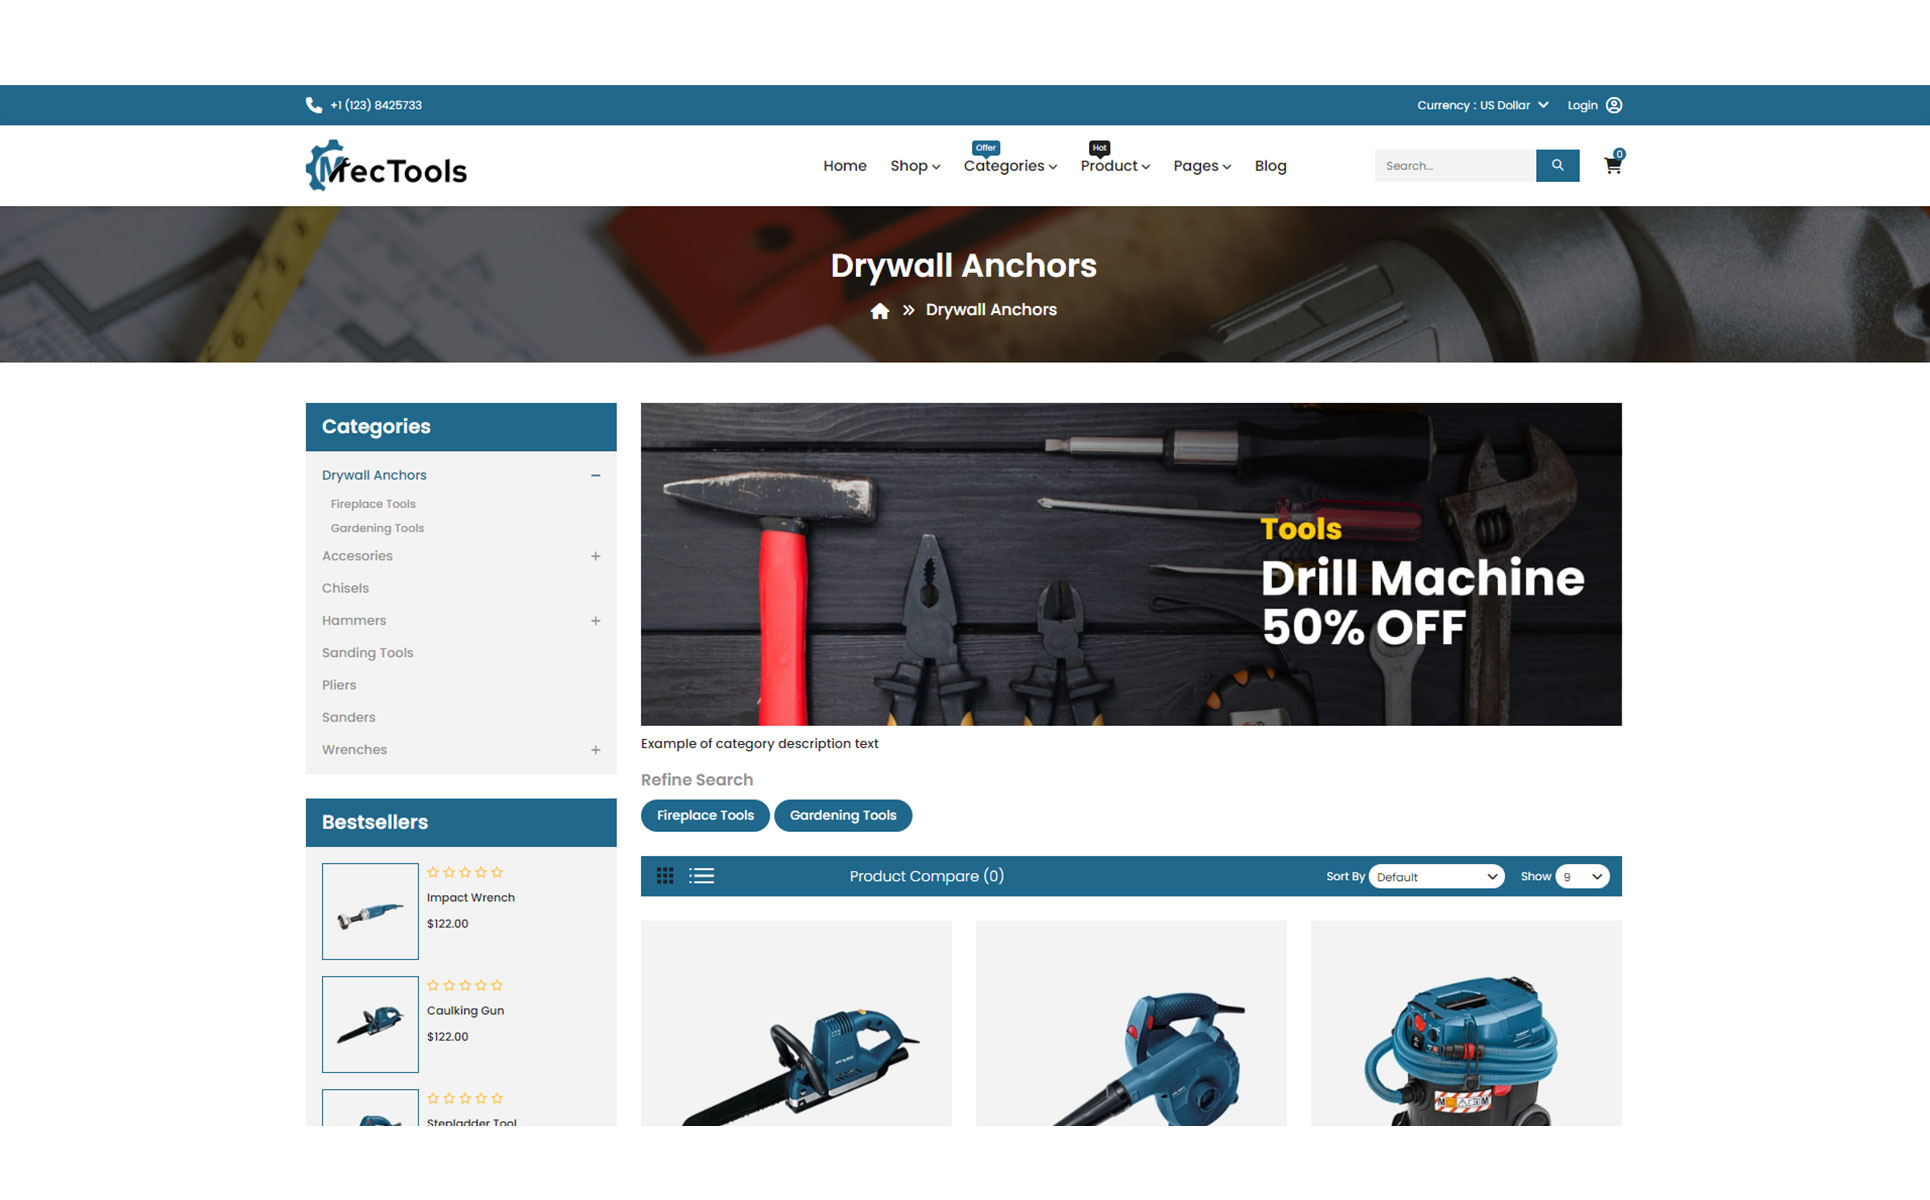 +1 (123) 8425733
Currency : US Dollar
Login
MecTools
Home
Shop
Offer
Categories
Hot
Product
Pages
Blog
Search...
0
Drywall Anchors
Drywall Anchors
Categories
Drywall Anchors
Fireplace Tools
Gardening Tools
Accesories
Chisels
Hammers
Sanding Tools
Pliers
Sanders
Wrenches
Bestsellers
Impact Wrench
$122.00
Caulking Gun
$122.00
Stepladder Tool
Tools
Drill Machine
50% OFF
Example of category description text
Refine Search
Fireplace Tools
Gardening Tools
Product Compare (0)
Sort By Default
Show 9